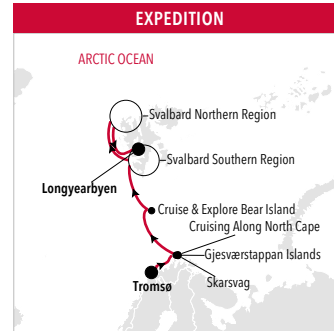 EXPEDITION
ARCTIC OCEAN
Svalbard Northern Region
Svalbard Southern Region
Longyearbyen
Cruise & Explore Bear Island
Cruising Along North Cape
Gjesværstappan Islands
Tromsø
Skarsvag